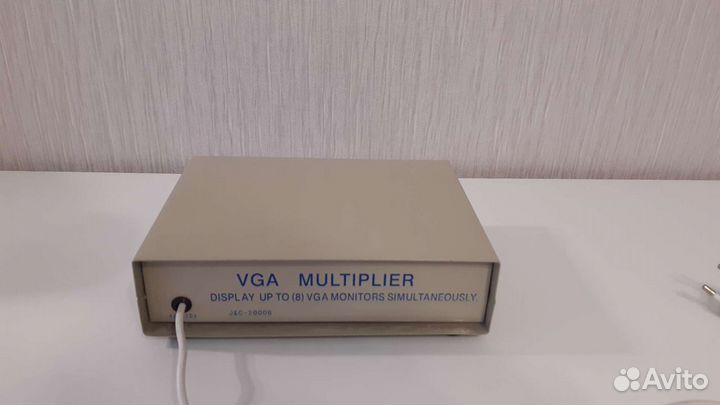 VGA MULTIPLIER
DISPLAY UP TO (8) VGA MONITORS SIMULTANEOUSLY.
Avito